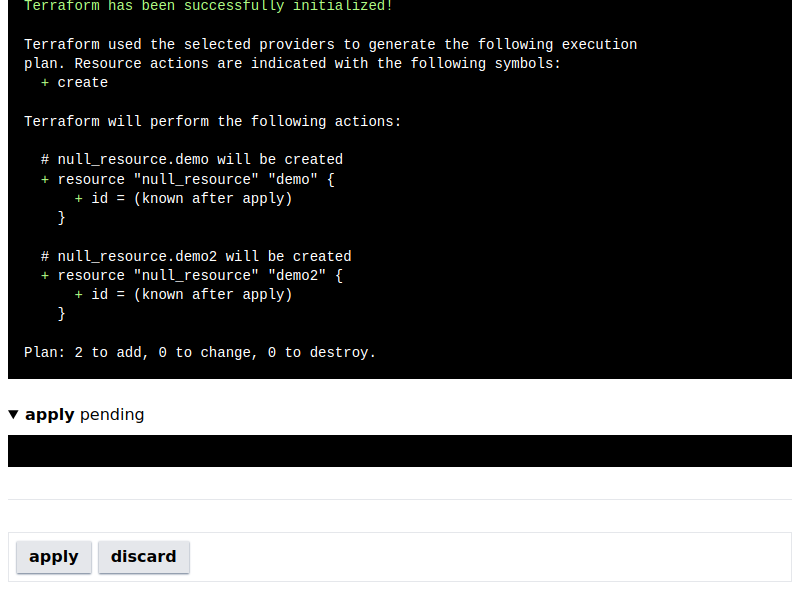 Terraform has been successfully initialized!
Terraform used the selected providers to generate the following execution
plan. Resource actions are indicated with the following symbols:
+ create
Terraform will perform the following actions:
# null_resource.demo will be created
+ resource "null_resource" "demo" {
+ id = (known after apply)
}
# null_resource.demo2 will be created
+ resource "null_resource" "demo2" {
+ id = (known after apply)
}
Plan: 2 to add, 0 to change, 0 to destroy.
apply pending
apply discard